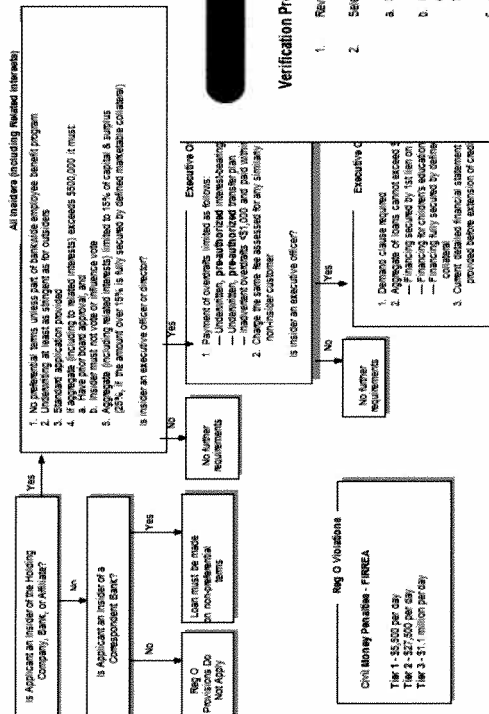 Is Applicant an Insider of the Holding
Company, Bank, or Affiliate?
Yes
No
Is Applicant an Insider of a
Correspondent Bank?
No
Yes
Reg O
Provisions Do
Not Apply
Loan must be made
on non-preferential
terms
All Insiders (Including Related Interests)
1. No preferential terms unless part of bankwide employee benefit program
2. Underwriting at least as stringent as for outsiders
3. Standard application provided
4. If aggregate (including to related interests) exceeds $500,000 it must:
a. Have prior board approval, and
b. Insider must not vote or influence vote
5. Aggregate (including related interests) limited to 15% of capital & surplus
(25%, if the amount over 15% is fully secured by defined marketable collateral)
Is insider an executive officer or director?
No
Yes
No further
requirements
Executive O
1. Payment of overdrafts limited as follows:
— Underwritten, pre-authorized interest-bearing
— Underwritten, pre-authorized transfer plan
— Inadvertent overdrafts <$1,000 and paid within
2. Charge the same fee assessed for any similarly
non-insider customer
Is insider an executive officer?
No
Yes
No further
requirements
Executive O
1. Demand clause required
2. Aggregate of loans cannot exceed $
— Financing secured by 1st lien on
— Financing for children's education
— Financing fully secured by define
collateral
3. Current detailed financial statement
provided before extension of credi
Reg O Violations
Civil Money Penalties - FIRREA
Tier 1 - $5,500 per day
Tier 2 - $27,500 per day
Tier 3 - $1.1 million per day
Verification Pr
1. Rev
2. Sele
a.
b.